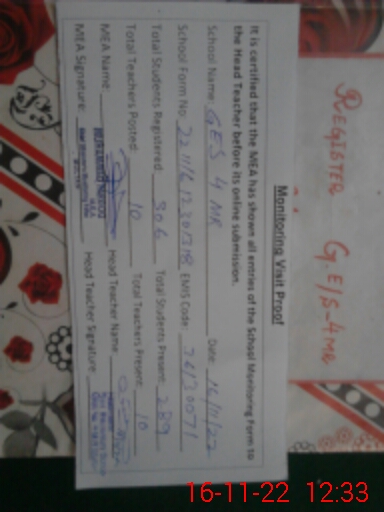 REGISTER G.E/S-4MR
Monitoring Visit Proof
It is certified that the MEA has shown all entries of the School Monitoring Form to
the Head Teacher before its online submission.
School Name: GES 4 MR Date: 16/11/22
School Form No: EMIS Code:
Total Students Registered: 306 Total Students Present: 289
Total Teachers Posted: 10 Total Teachers Present: 10
MEA Name: Head Teacher Name:
MEA Signature: Head Teacher Signature:
16-11-22 12:33